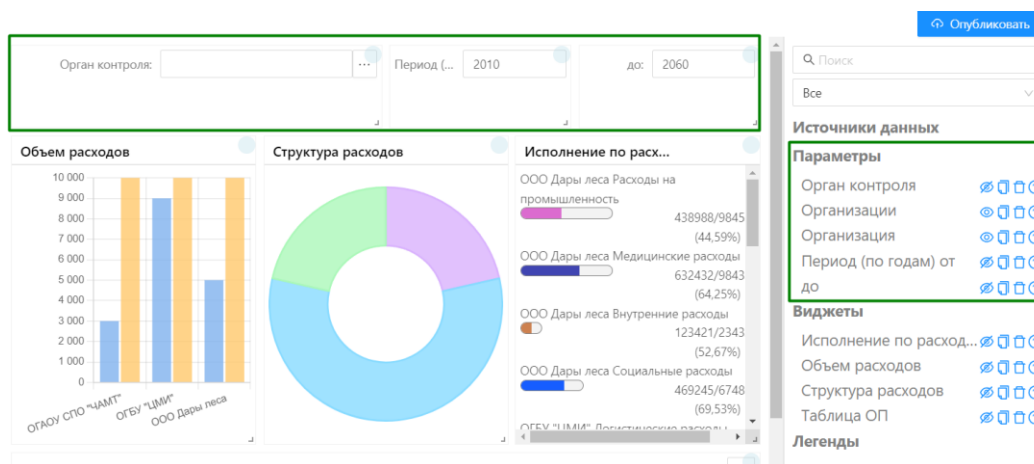 Опубликовать
Орган контроля:
...
Период (...
2010
до:
2060
Объем расходов
10 000
9 000
8 000
7 000
6 000
5 000
4 000
3 000
2 000
1 000
0
ОГАОУ СПО "ЧАМТ"
ОГБУ "ЦМИ"
ООО Дары леса
Структура расходов
Исполнение по расх...
ООО Дары леса Расходы на
промышленность
438988/9845
(44,59%)
ООО Дары леса Медицинские расходы
632432/9843
(64,25%)
ООО Дары леса Внутренние расходы
123421/2343
(52,67%)
ООО Дары леса Социальные расходы
469245/6748
(69,53%)
ОГБУ "ЦМИ" Логистические расходы
Поиск
Все
Источники данных
Параметры
Орган контроля
Организации
Организация
Период (по годам) от
до
Виджеты
Исполнение по расход...
Объем расходов
Структура расходов
Таблица ОП
Легенды